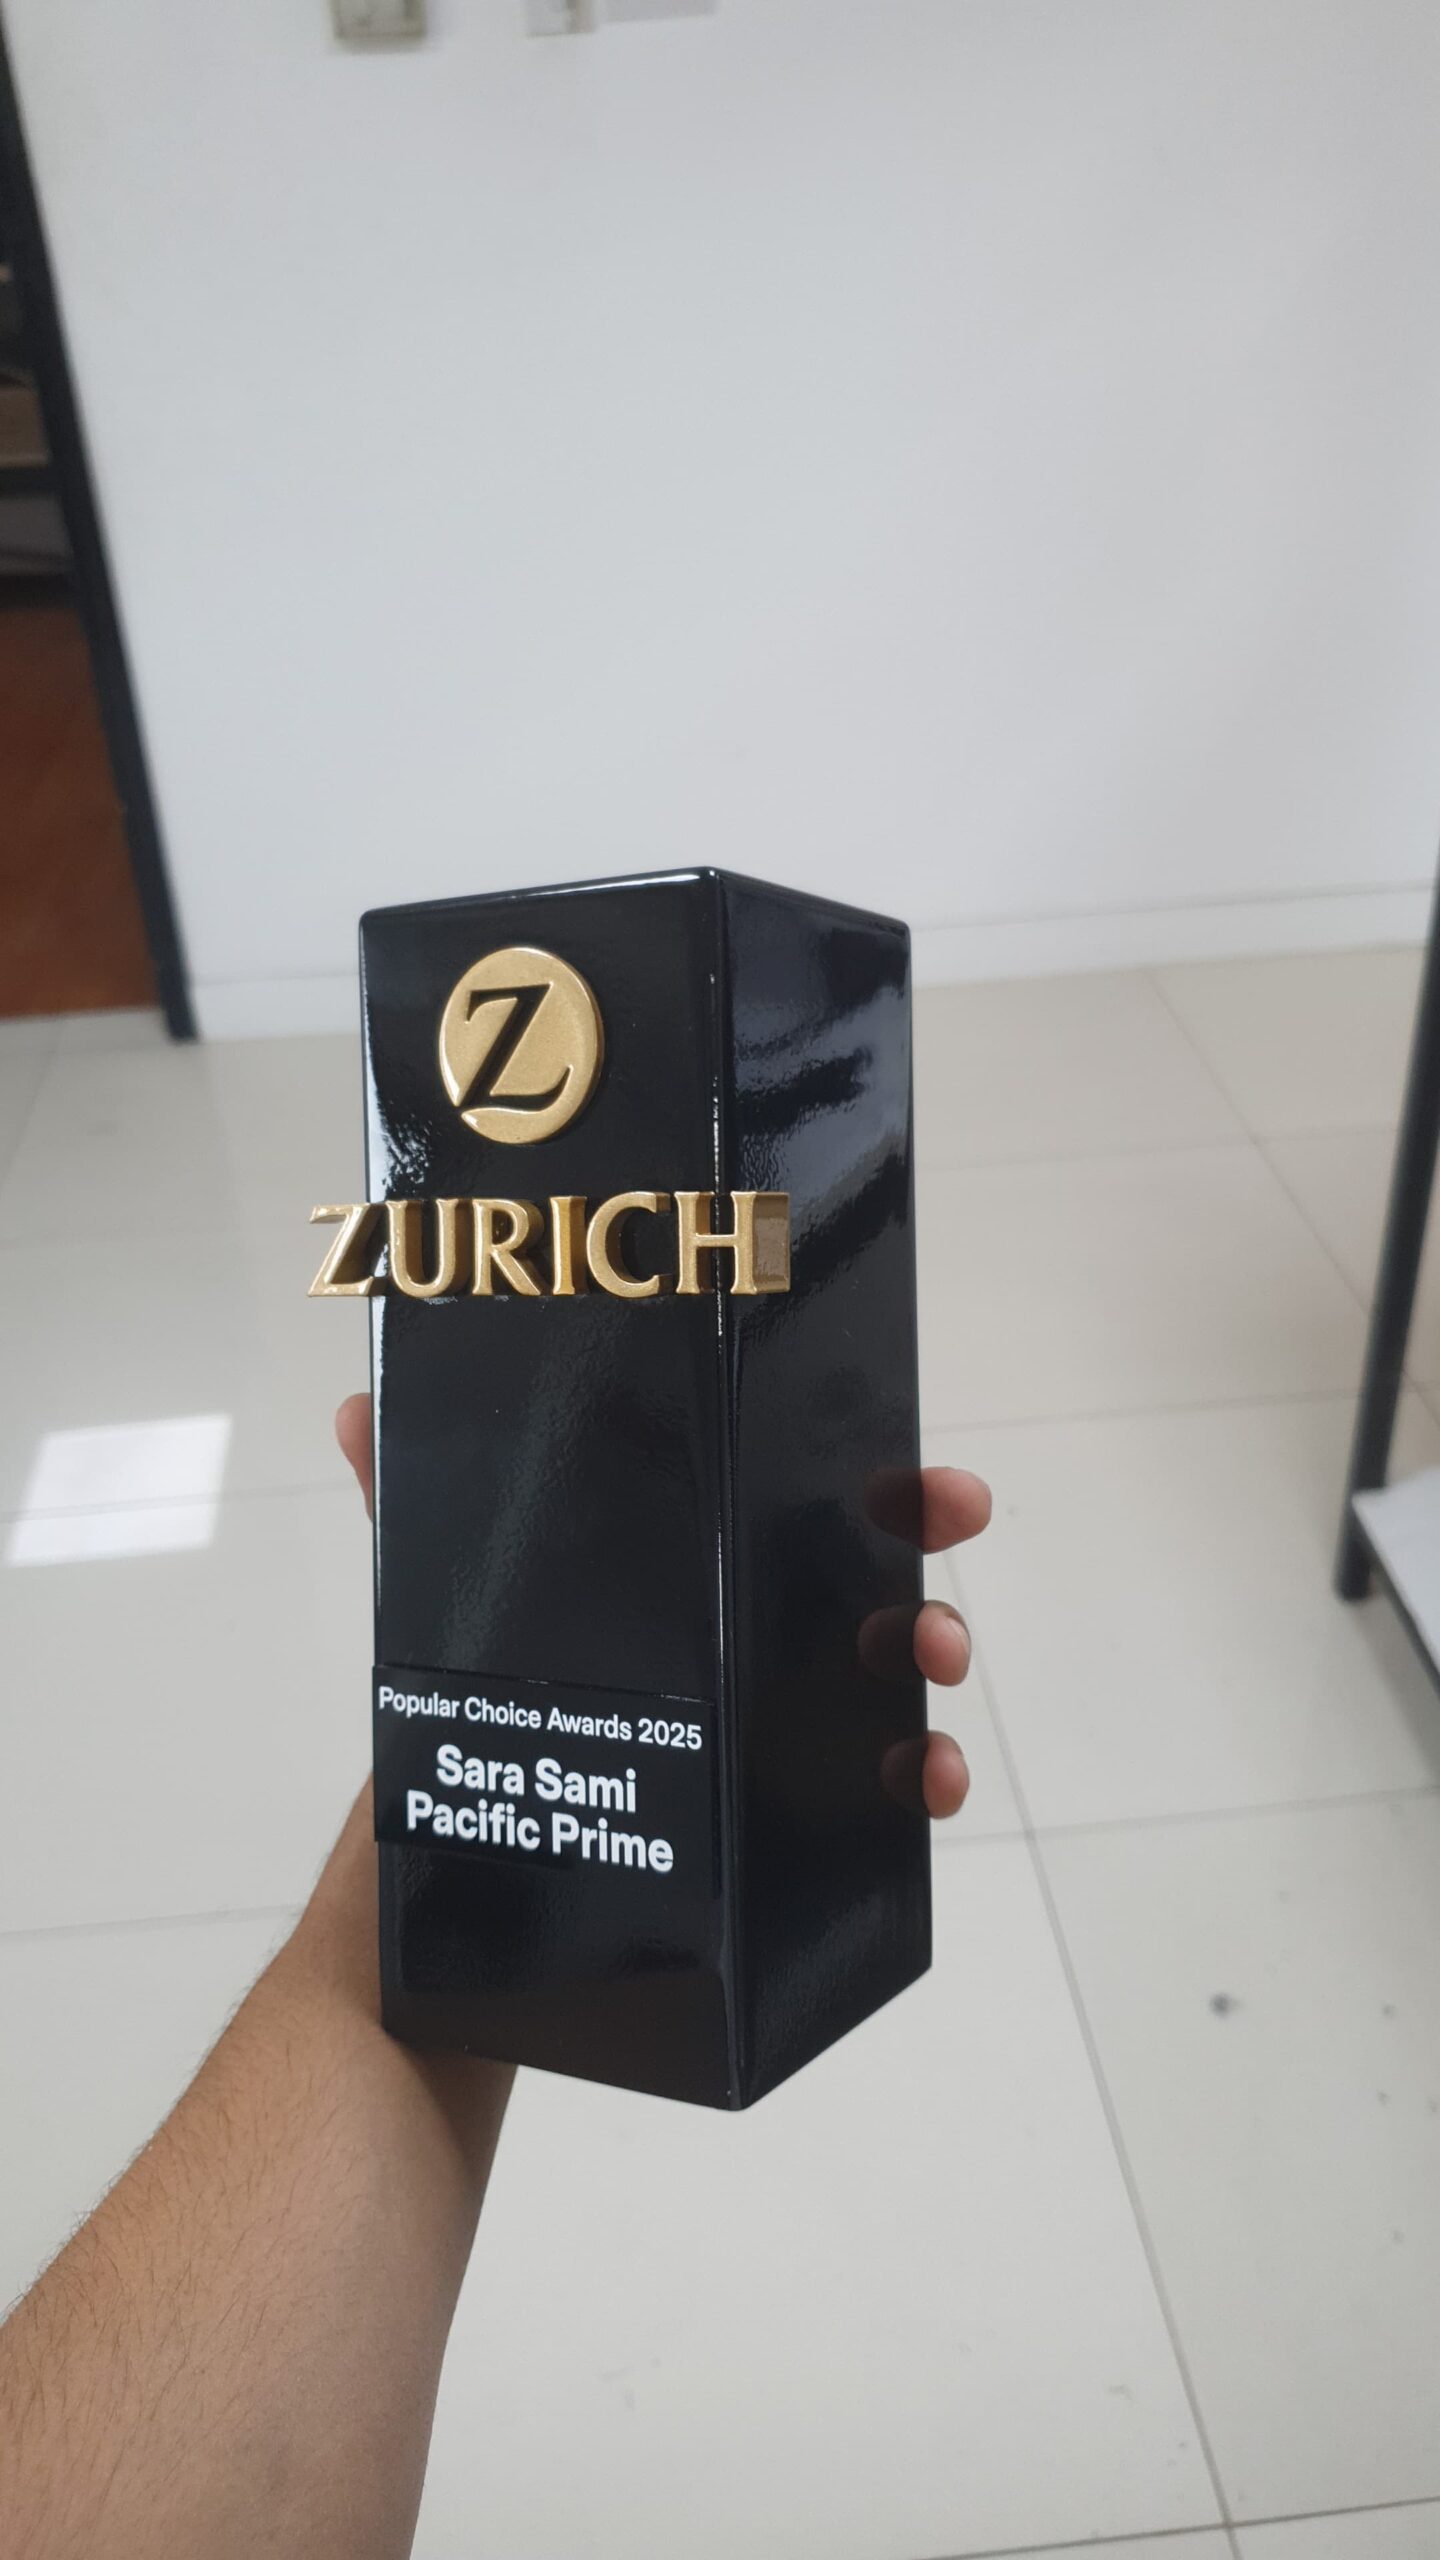 Z
ZURICH
Popular Choice Awards 2025
Sara Sami
Pacific Prime